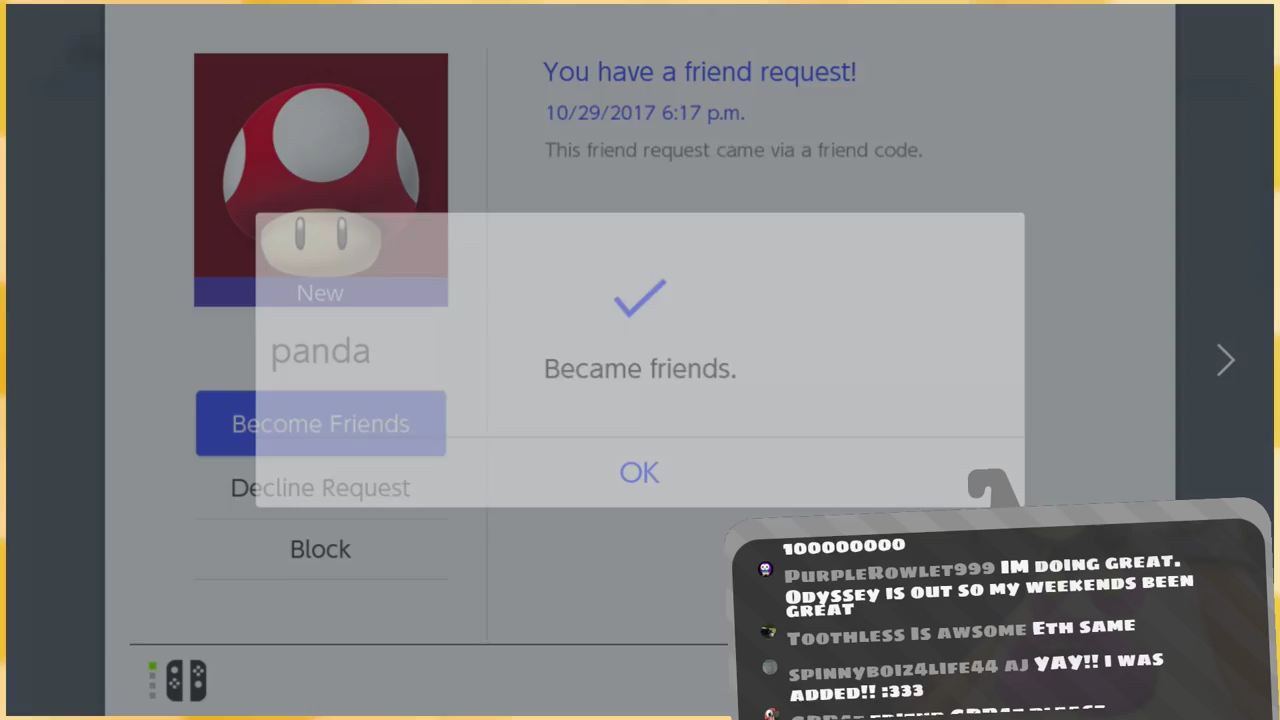 You have a friend request!
10/29/2017 6:17 p.m.
This friend request came via a friend code.
New
panda
Become Friends
Decline Request
Block
Became friends.
OK
100000000
PurpleRowlet999 IM DOING GREAT.
ODYSSEY IS OUT SO MY WEEKENDS BEEN
GREAT
Toothless Is awsome Eth same
spinnyboiz4life44 aj YAY!! I was
added!! :333